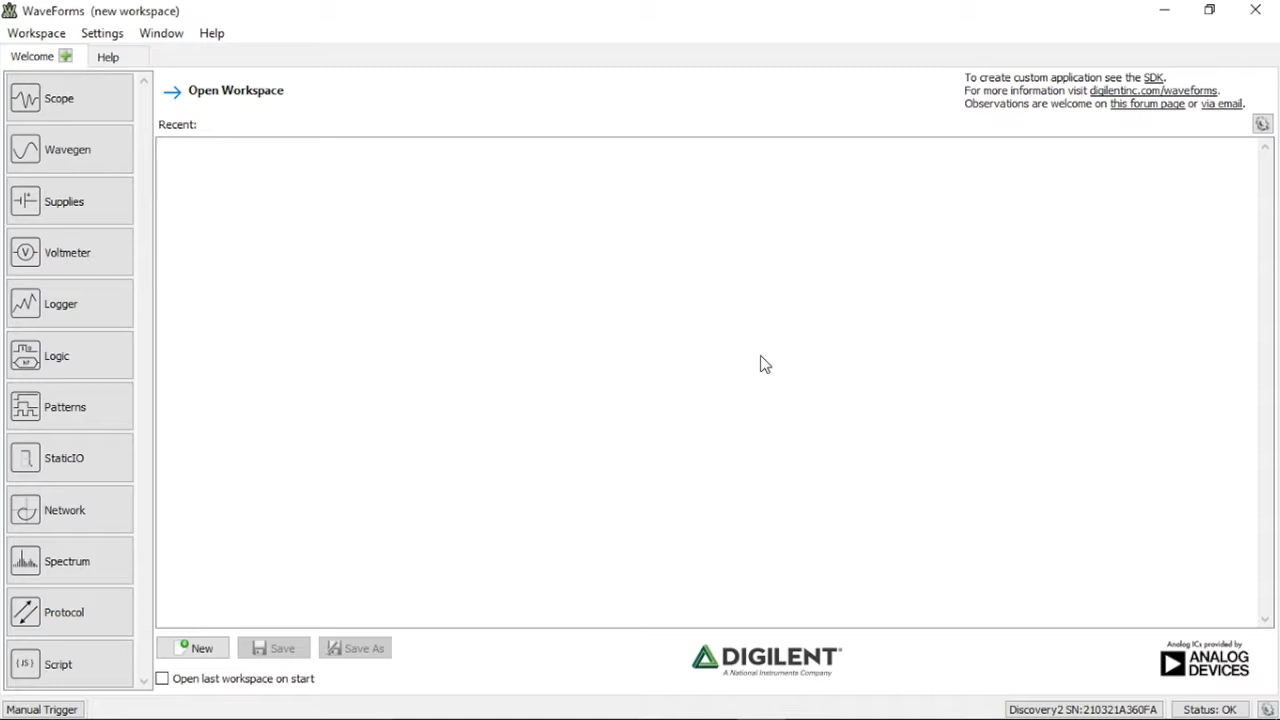 WaveForms (new workspace)
Workspace Settings Window Help
Welcome Help
Scope
Wavegen
Supplies
Voltmeter
Logger
Logic
Patterns
StaticIO
Network
Spectrum
Protocol
Script
Open Workspace
To create custom application see the SDK.
For more information visit digilentinc.com/waveforms.
Observations are welcome on this forum page or via email.
Recent:
New Save Save As
Open last workspace on start
DIGILENT
A National Instruments Company
Analog ICs provided by
ANALOG
DEVICES
Manual Trigger
Discovery2 SN:210321A360FA
Status: OK